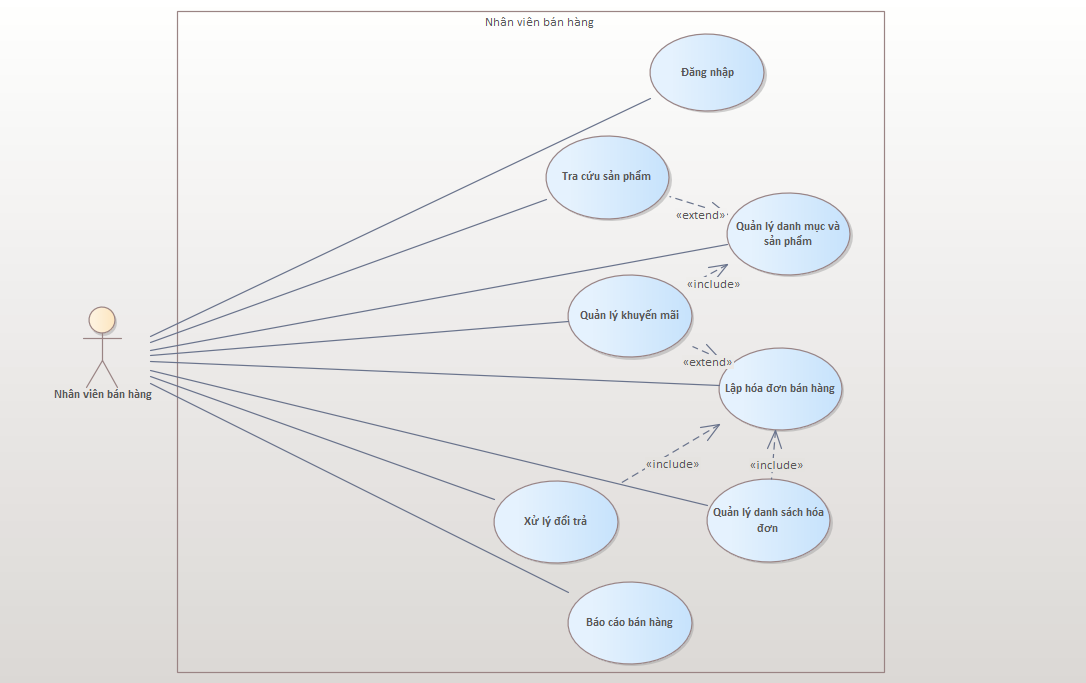 Nhân viên bán hàng
Đăng nhập
Tra cứu sản phẩm
«extend»
Quản lý danh mục và
sản phẩm
«include»
Quản lý khuyến mãi
«extend»
Lập hóa đơn bán hàng
Nhân viên bán hàng
«include»
«include»
Quản lý danh sách hóa
đơn
Xử lý đổi trả
Báo cáo bán hàng